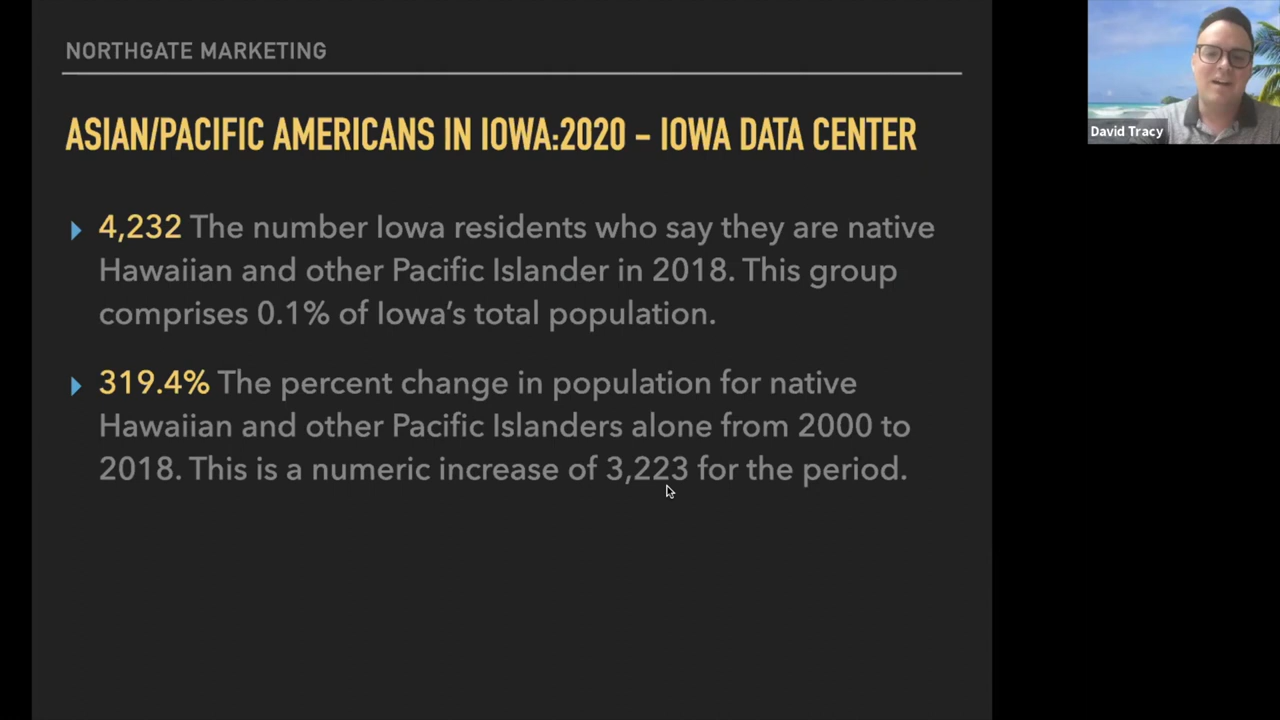 NORTHGATE MARKETING
ASIAN/PACIFIC AMERICANS IN IOWA:2020 – IOWA DATA CENTER
4,232 The number Iowa residents who say they are native
Hawaiian and other Pacific Islander in 2018. This group
comprises 0.1% of Iowa’s total population.
319.4% The percent change in population for native
Hawaiian and other Pacific Islanders alone from 2000 to
2018. This is a numeric increase of 3,223 for the period.
David Tracy